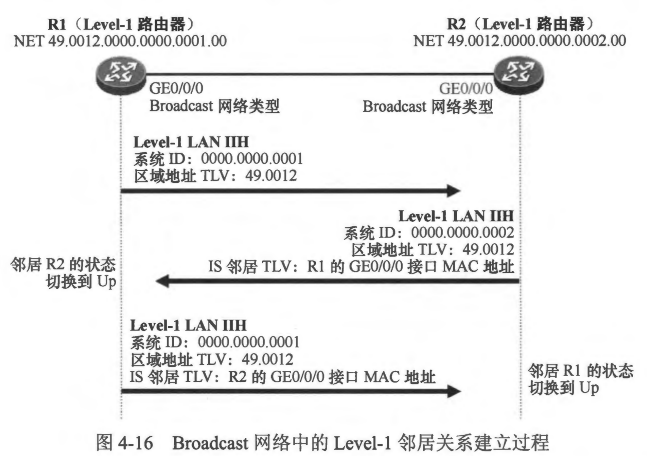 R1（Level-1 路由器）
NET 49.0012.0000.0000.0001.00
R2（Level-1 路由器）
NET 49.0012.0000.0000.0002.00
GE0/0/0
Broadcast 网络类型
GE0/0/0
Broadcast 网络类型
Level-1 LAN IIH
系统 ID：0000.0000.0001
区域地址 TLV：49.0012
Level-1 LAN IIH
系统 ID：0000.0000.0002
区域地址 TLV：49.0012
IS 邻居 TLV：R1 的 GE0/0/0 接口 MAC 地址
邻居 R2 的状态
切换到 Up
Level-1 LAN IIH
系统 ID：0000.0000.0001
区域地址 TLV：49.0012
IS 邻居 TLV：R2 的 GE0/0/0 接口 MAC 地址
邻居 R1 的状态
切换到 Up
图 4-16 Broadcast 网络中的 Level-1 邻居关系建立过程